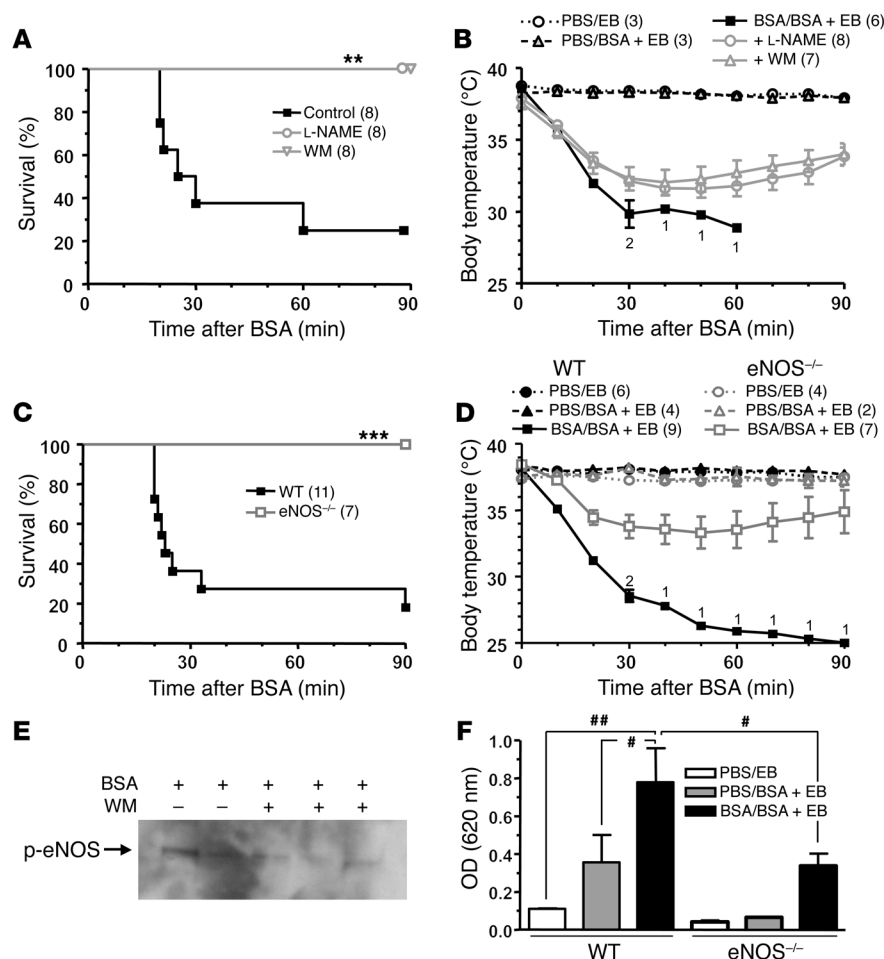 A
**
Survival (%)
100
80
60
40
20
0
Control (8)
L-NAME (8)
WM (8)
0 30 60 90
Time after BSA (min)
B
PBS/EB (3)
PBS/BSA + EB (3)
BSA/BSA + EB (6)
+ L-NAME (8)
+ WM (7)
Body temperature (°C)
40
35
30
25
2 1 1 1
0 30 60 90
Time after BSA (min)
C
***
Survival (%)
100
80
60
40
20
0
WT (11)
eNOS–/– (7)
0 30 60 90
Time after BSA (min)
D
WT eNOS–/–
PBS/EB (6) PBS/EB (4)
PBS/BSA + EB (4) PBS/BSA + EB (2)
BSA/BSA + EB (9) BSA/BSA + EB (7)
Body temperature (°C)
40
35
30
25
2 1 1 1 1 1 1
0 30 60 90
Time after BSA (min)
E
BSA + + + + +
WM – – + + +
p-eNOS
F
## #
#
OD (620 nm)
1.0
0.8
0.6
0.4
0.2
0.0
PBS/EB
PBS/BSA + EB
BSA/BSA + EB
WT eNOS–/–